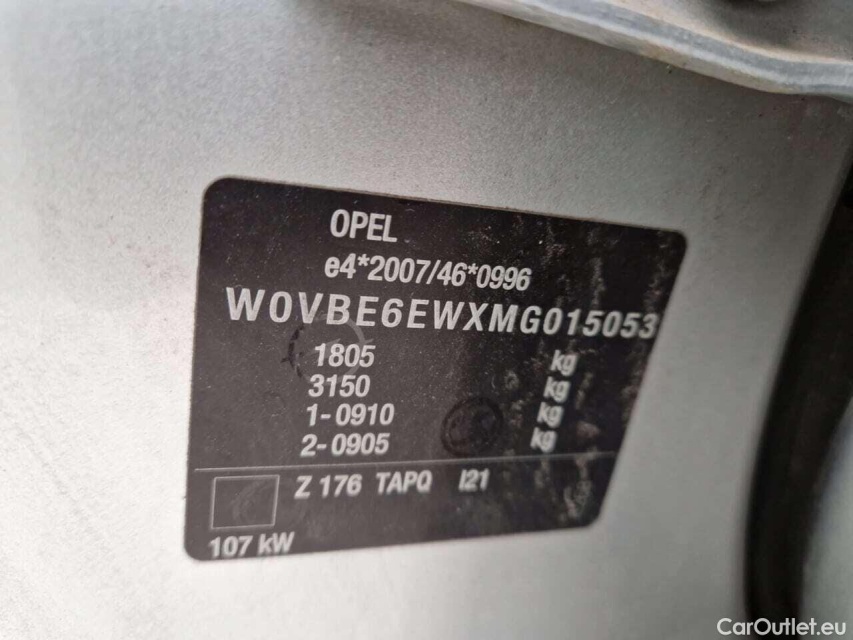 OPEL
e4*2007/46*0996
W0VBE6EWXMG015053
1805 kg
3150 kg
1-0910 kg
2-0905 kg
Z 176 TAPQ I21
107 kW
CarOutlet.eu